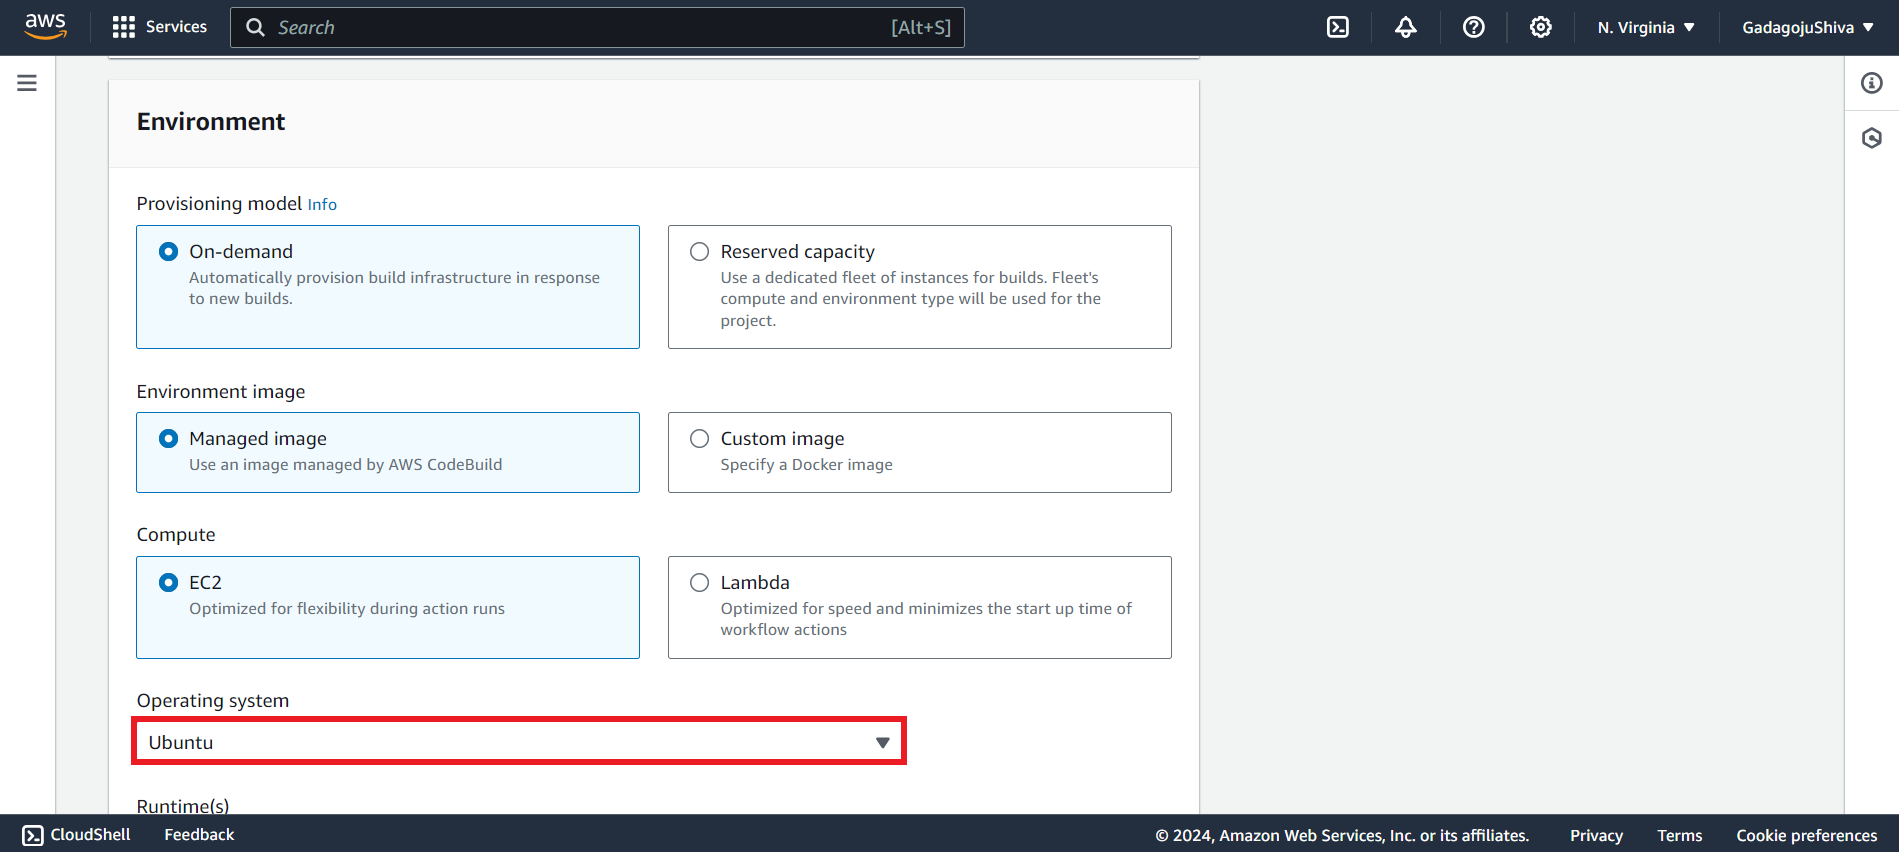 aws Services Search [Alt+S] N. Virginia GadagojuShiva
Environment
Provisioning model Info
On-demand
Automatically provision build infrastructure in response
to new builds.
Reserved capacity
Use a dedicated fleet of instances for builds. Fleet's
compute and environment type will be used for the
project.
Environment image
Managed image
Use an image managed by AWS CodeBuild
Custom image
Specify a Docker image
Compute
EC2
Optimized for flexibility during action runs
Lambda
Optimized for speed and minimizes the start up time of
workflow actions
Operating system
Ubuntu
Runtime(s)
CloudShell Feedback © 2024, Amazon Web Services, Inc. or its affiliates. Privacy Terms Cookie preferences